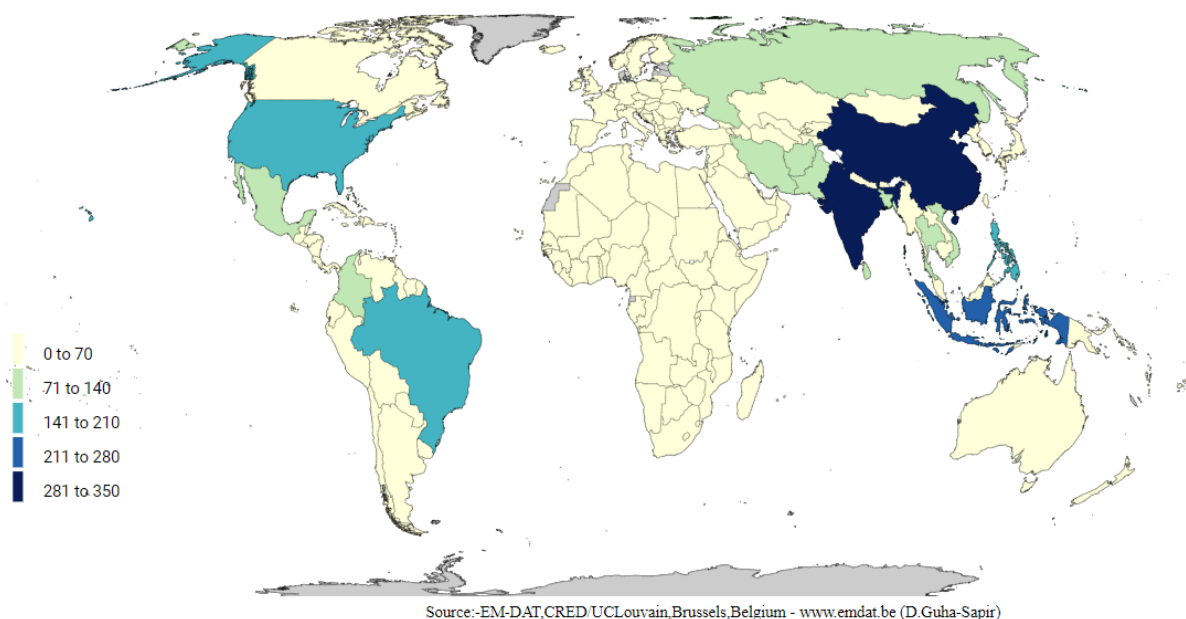 0 to 70
71 to 140
141 to 210
211 to 280
281 to 350
Source:-EM-DAT,CRED/UCLouvain,Brussels,Belgium - www.emdat.be (D.Guha-Sapir)